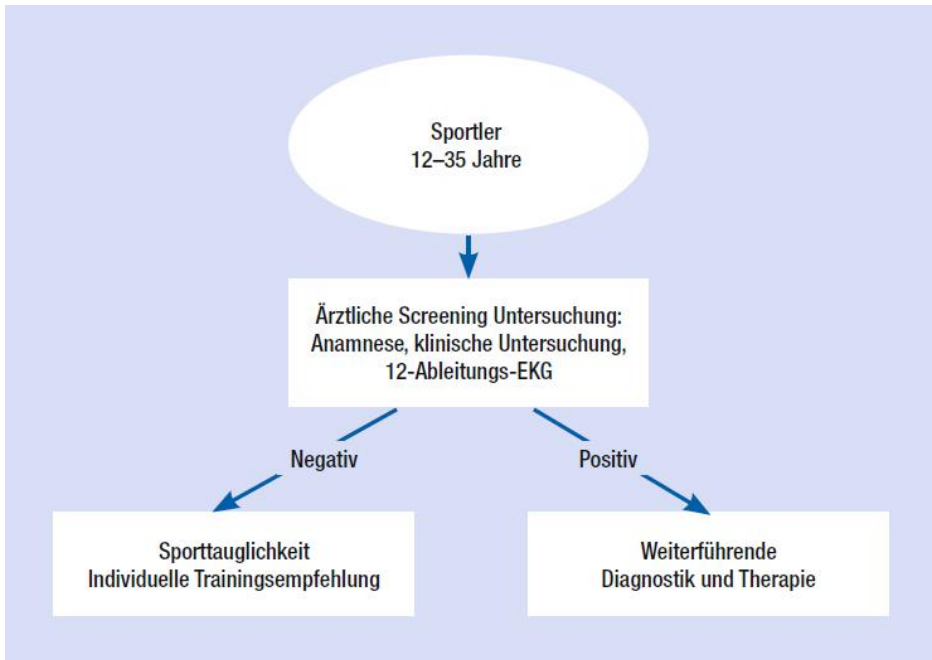 Sportler
12–35 Jahre
Ärztliche Screening Untersuchung:
Anamnese, klinische Untersuchung,
12-Ableitungs-EKG
Negativ
Positiv
Sporttauglichkeit
Individuelle Trainingsempfehlung
Weiterführende
Diagnostik und Therapie